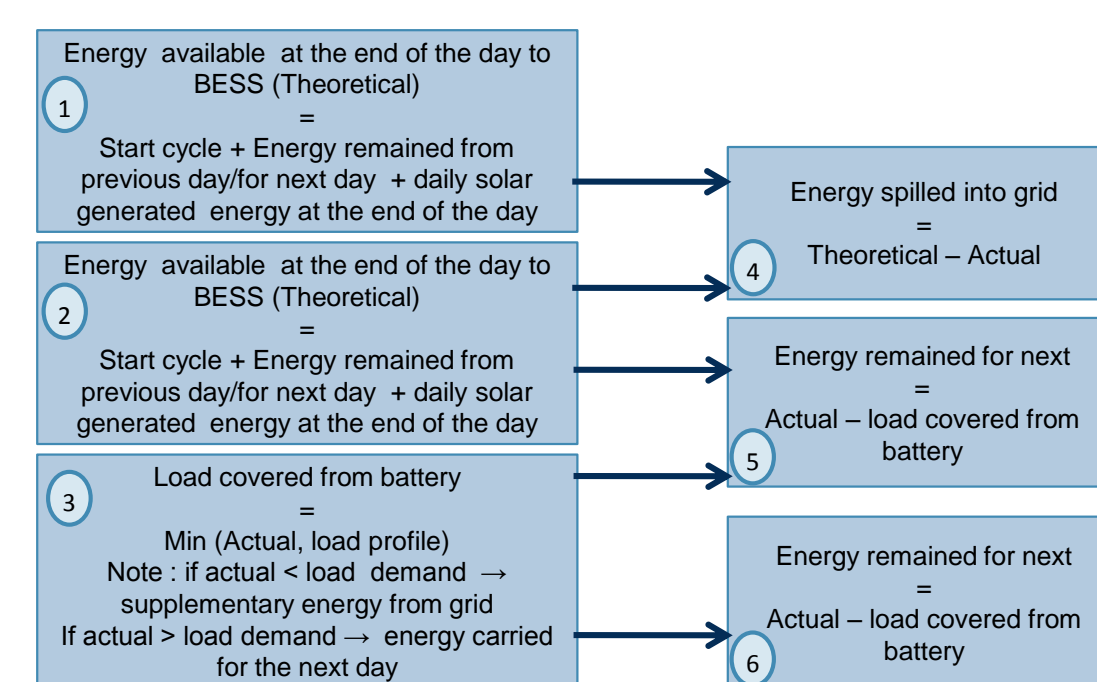 Energy available at the end of the day to
BESS (Theoretical)
1
=
Start cycle + Energy remained from
previous day/for next day + daily solar
generated energy at the end of the day
Energy available at the end of the day to
BESS (Theoretical)
2
=
Start cycle + Energy remained from
previous day/for next day + daily solar
generated energy at the end of the day
3
Load covered from battery
=
Min (Actual, load profile)
Note : if actual < load demand →
supplementary energy from grid
If actual > load demand → energy carried
for the next day
Energy spilled into grid
=
Theoretical – Actual
4
Energy remained for next
=
Actual – load covered from
battery
5
Energy remained for next
=
Actual – load covered from
battery
6